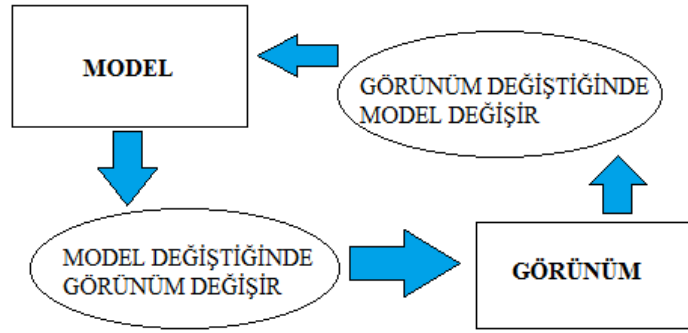 MODEL
GÖRÜNÜM DEĞİŞTİĞİNDE
MODEL DEĞİŞİR
MODEL DEĞİŞTİĞİNDE
GÖRÜNÜM DEĞİŞİR
GÖRÜNÜM